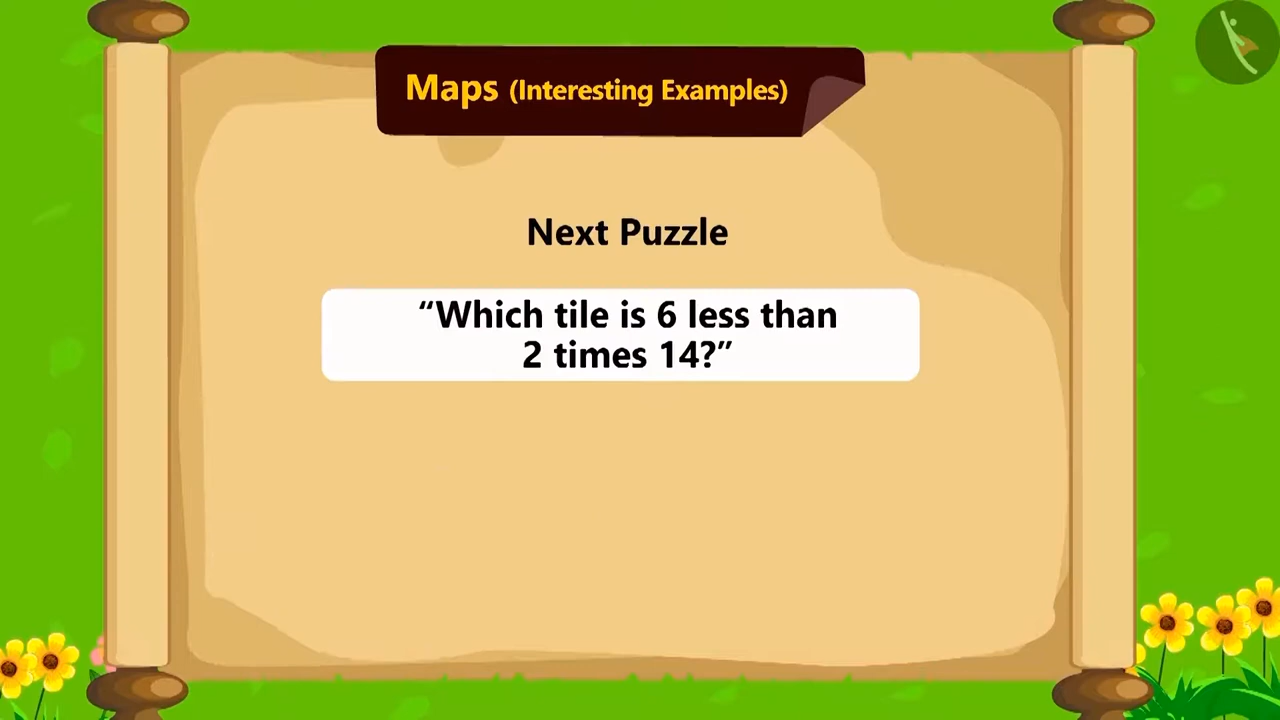 Maps (Interesting Examples)
Next Puzzle
“Which tile is 6 less than
2 times 14?”